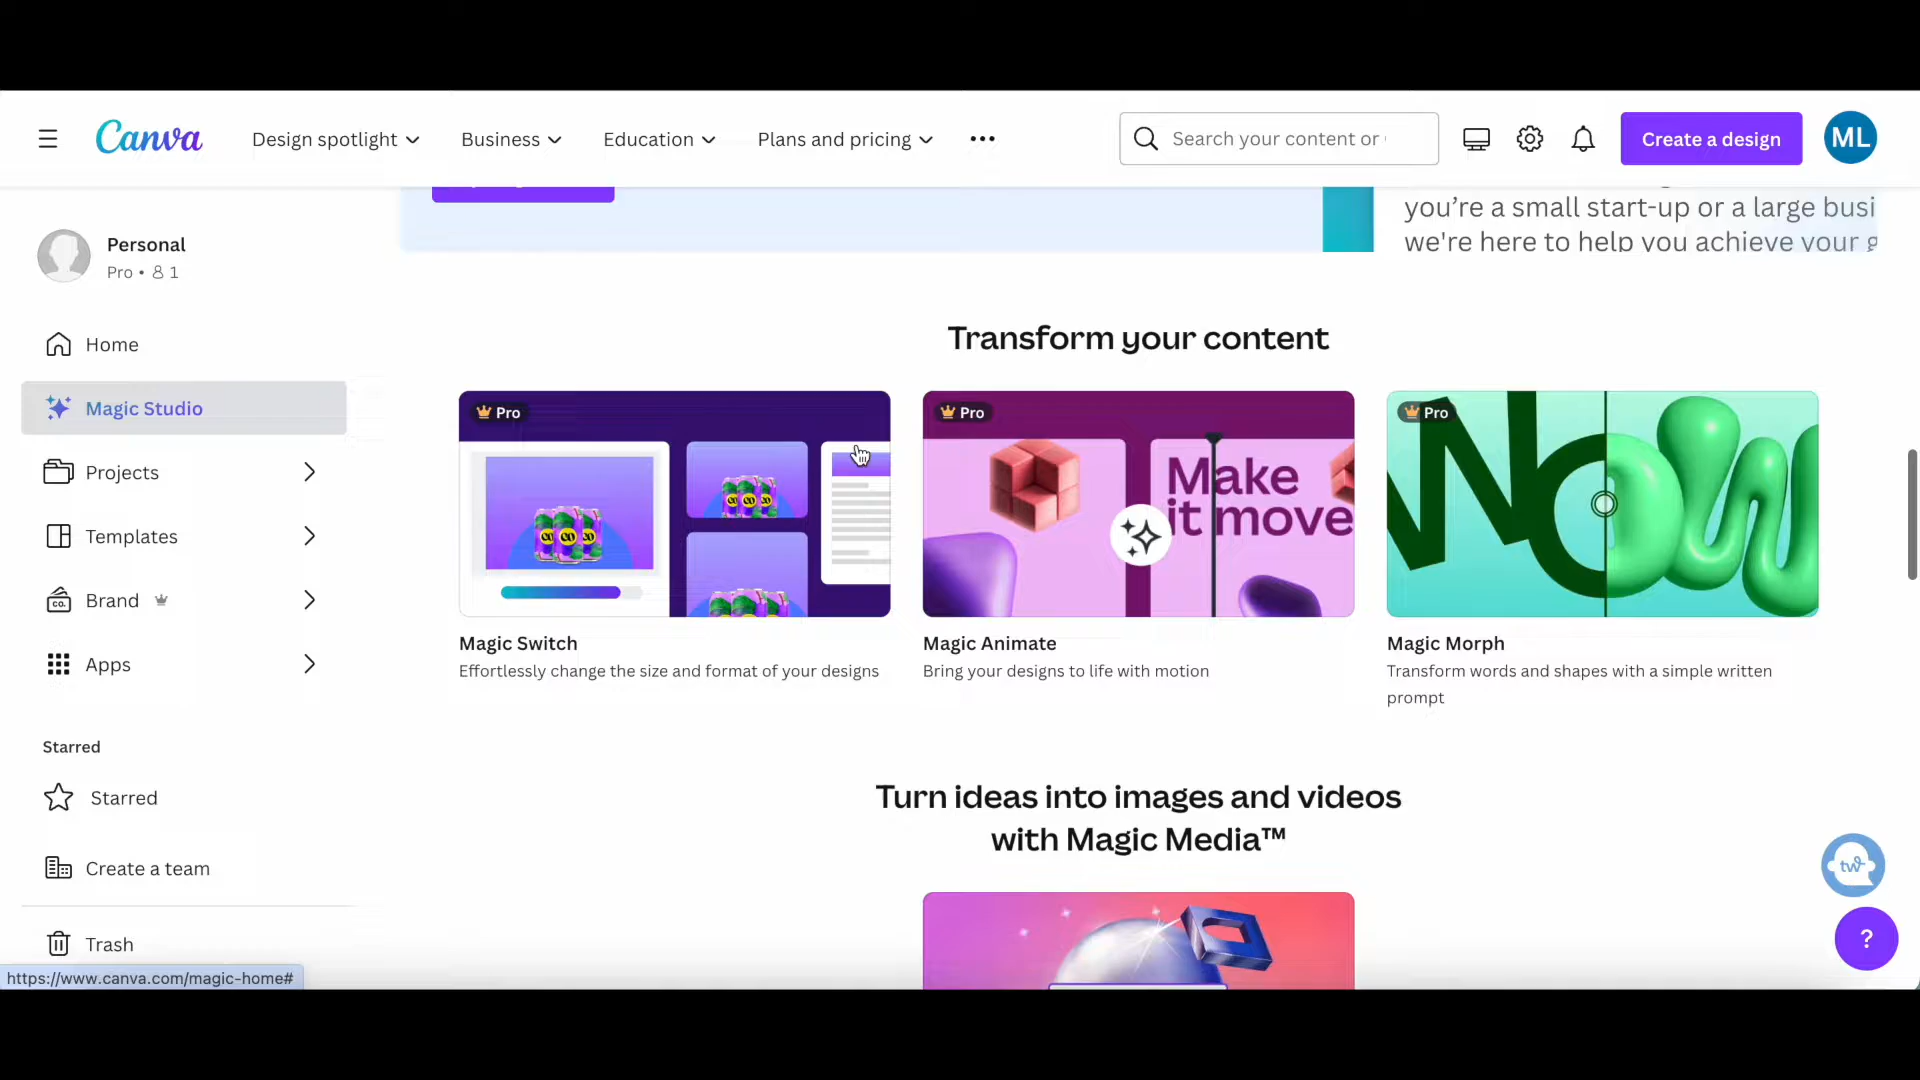 Canva
Design spotlight
Business
Education
Plans and pricing
Search your content or
Create a design
ML
you're a small start-up or a large busi
we're here to help you achieve your g
Personal
Pro • 1
Home
Magic Studio
Projects
Templates
Brand
Apps
Starred
Starred
Create a team
Trash
https://www.canva.com/magic-home#
Transform your content
Pro
Magic Switch
Effortlessly change the size and format of your designs
Pro
Make
it move
Magic Animate
Bring your designs to life with motion
Pro
WOW
Magic Morph
Transform words and shapes with a simple written
prompt
Turn ideas into images and videos
with Magic Media™
tw
?